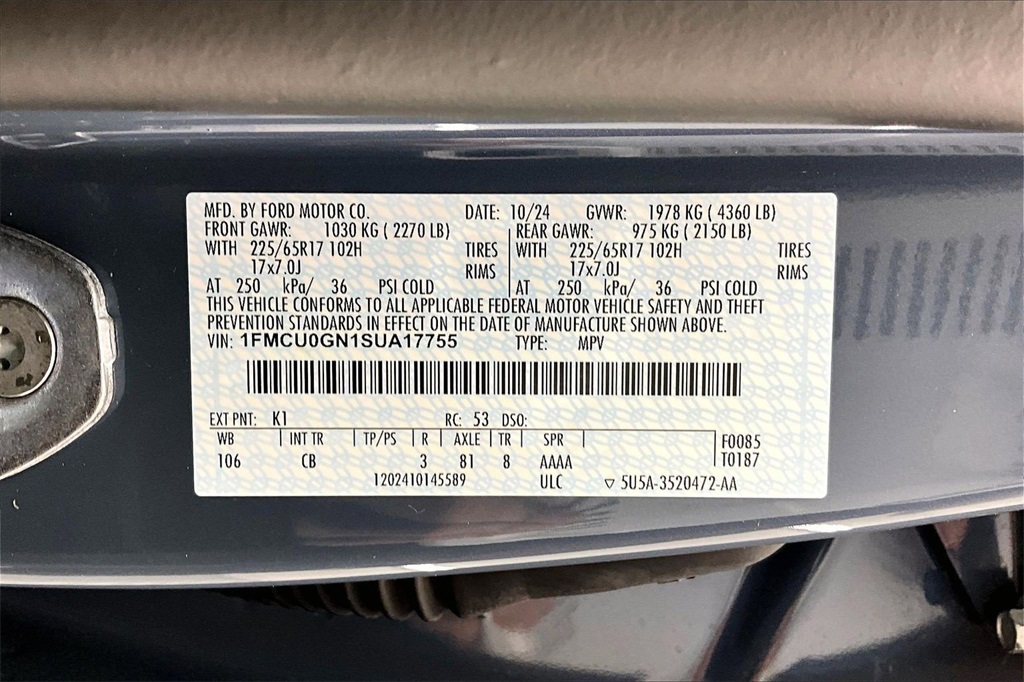 MFD. BY FORD MOTOR CO. DATE: 10/24 GVWR: 1978 KG ( 4360 LB)
FRONT GAWR: 1030 KG ( 2270 LB) REAR GAWR: 975 KG ( 2150 LB)
WITH 225/65R17 102H TIRES WITH 225/65R17 102H TIRES
17x7.0J RIMS 17x7.0J RIMS
AT 250 kPa/ 36 PSI COLD AT 250 kPa/ 36 PSI COLD
THIS VEHICLE CONFORMS TO ALL APPLICABLE FEDERAL MOTOR VEHICLE SAFETY AND THEFT
PREVENTION STANDARDS IN EFFECT ON THE DATE OF MANUFACTURE SHOWN ABOVE.
VIN: 1FMCU0GN1SUA17755 TYPE: MPV
EXT PNT: K1 RC: 53 DSO:
WB INT TR TP/PS R AXLE TR SPR F0085
106 CB 3 81 8 AAAA T0187
1202410145589 ULC ▽ 5U5A-3520472-AA